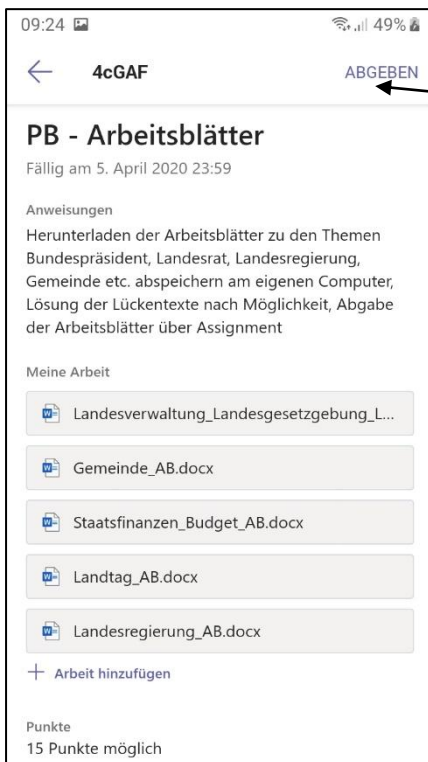 09:24 49%
4cGAF ABGEBEN
PB - Arbeitsblätter
Fällig am 5. April 2020 23:59
Anweisungen
Herunterladen der Arbeitsblätter zu den Themen
Bundespräsident, Landesrat, Landesregierung,
Gemeinde etc. abspeichern am eigenen Computer,
Lösung der Lückentexte nach Möglichkeit, Abgabe
der Arbeitsblätter über Assignment
Meine Arbeit
Landesverwaltung_Landesgesetzgebung_L...
Gemeinde_AB.docx
Staatsfinanzen_Budget_AB.docx
Landtag_AB.docx
Landesregierung_AB.docx
+ Arbeit hinzufügen
Punkte
15 Punkte möglich